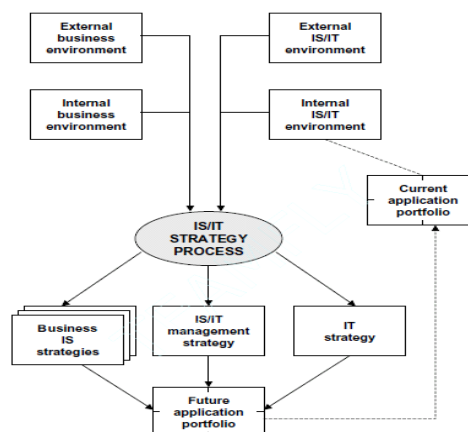 External
business
environment
External
IS/IT
environment
Internal
business
environment
Internal
IS/IT
environment
Current
application
portfolio
IS/IT
STRATEGY
PROCESS
Business
IS
strategies
IS/IT
management
strategy
IT
strategy
Future
application
portfolio